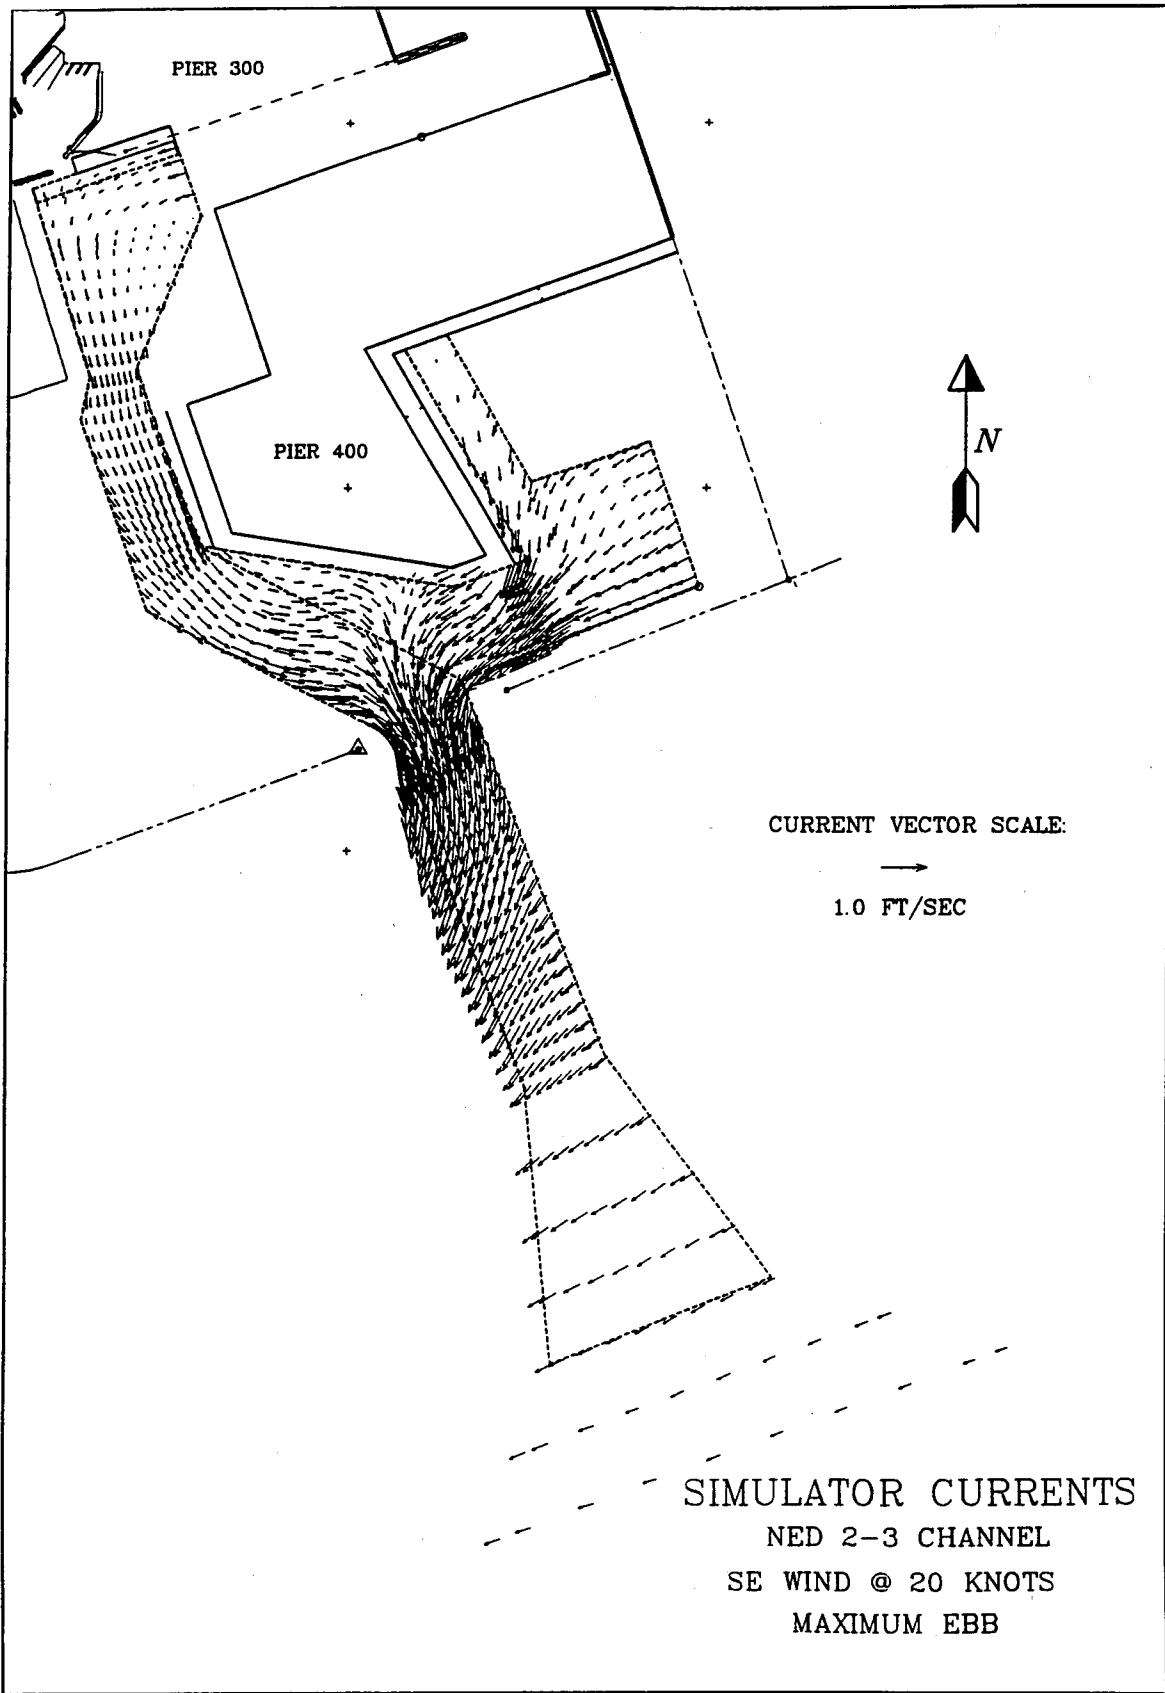 PIER 300
PIER 400
N
CURRENT VECTOR SCALE:
1.0 FT/SEC
SIMULATOR CURRENTS
NED 2-3 CHANNEL
SE WIND @ 20 KNOTS
MAXIMUM EBB